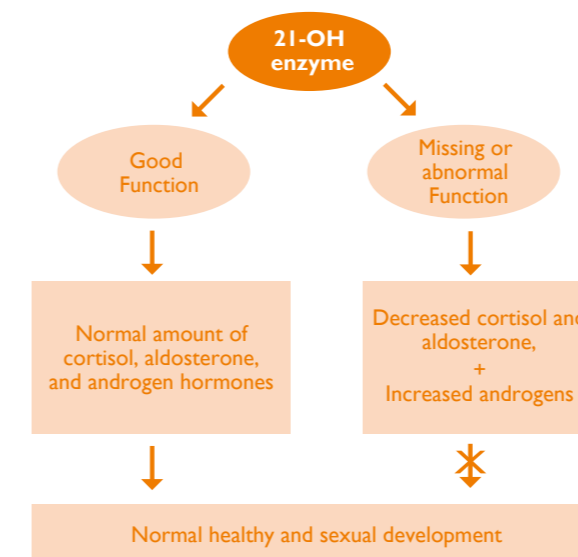 21-OH
enzyme
Good
Function
Missing or
abnormal
Function
Normal amount of
cortisol, aldosterone,
and androgen hormones
Decreased cortisol and
aldosterone,
+
Increased androgens
Normal healthy and sexual development